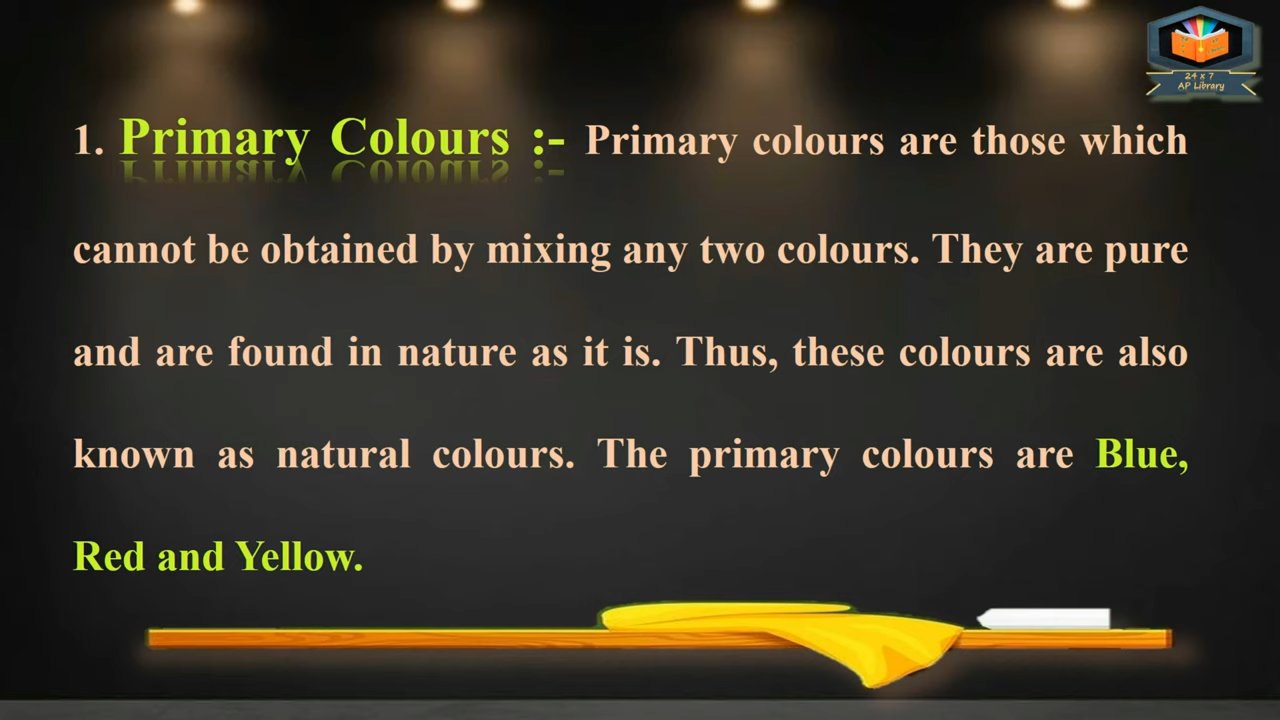 24 x 7
AP Library
1. Primary Colours :- Primary colours are those which
cannot be obtained by mixing any two colours. They are pure
and are found in nature as it is. Thus, these colours are also
known as natural colours. The primary colours are Blue,
Red and Yellow.